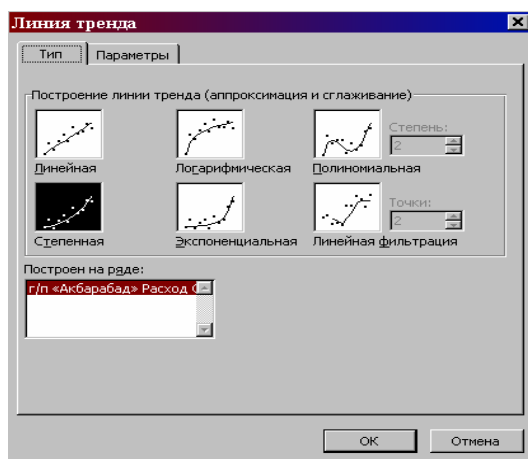 Линия тренда
Тип Параметры
Построение линии тренда (аппроксимация и сглаживание)
Линейная
Логарифмическая
Полиномиальная
Степень:
2
Степенная
Экспоненциальная
Линейная фильтрация
Точки:
2
Построен на ряде:
г/п «Акбарабад» Расход
ОК Отмена